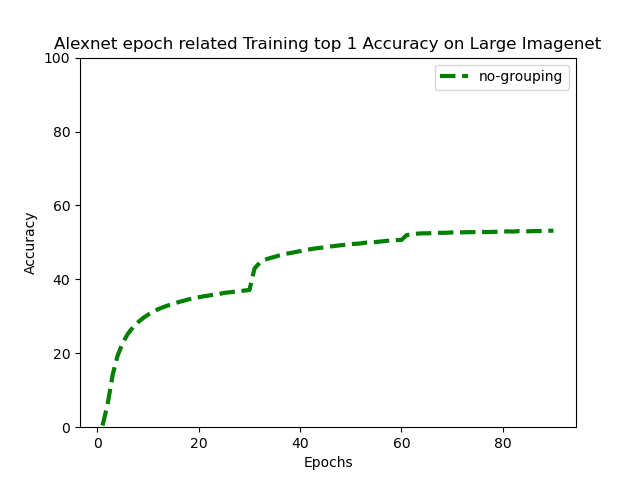 Alexnet epoch related Training top 1 Accuracy on Large Imagenet
no-grouping
100
80
60
40
20
0
Accuracy
0 20 40 60 80
Epochs